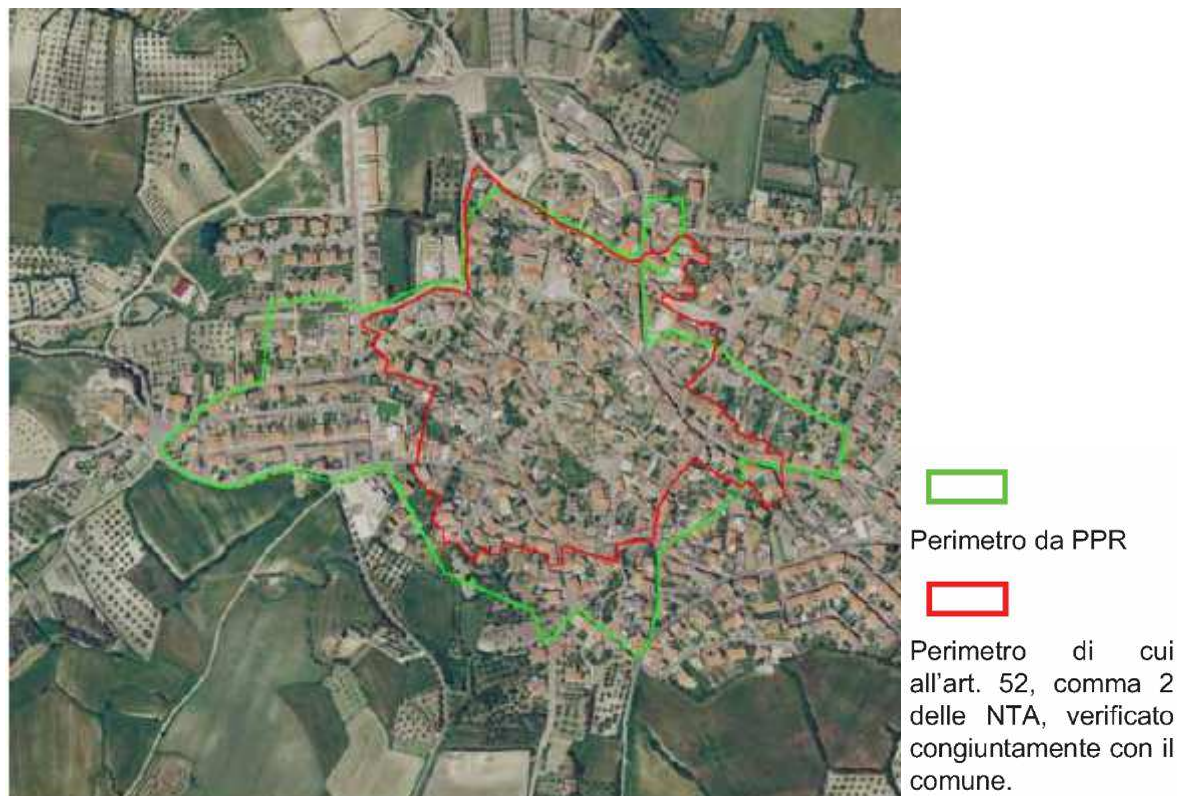 Perimetro da PPR
Perimetro di cui
all'art. 52, comma 2
delle NTA, verificato
congiuntamente con il
comune.